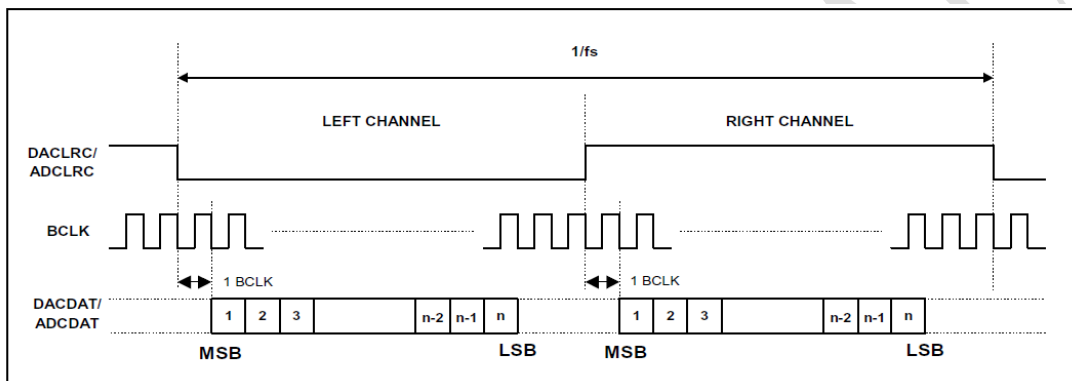 1/fs
LEFT CHANNEL RIGHT CHANNEL
DACLRC/
ADCLRC
BCLK
1 BCLK 1 BCLK
DACDAT/
ADCDAT
1 2 3 n-2 n-1 n 1 2 3 n-2 n-1 n
MSB LSB MSB LSB